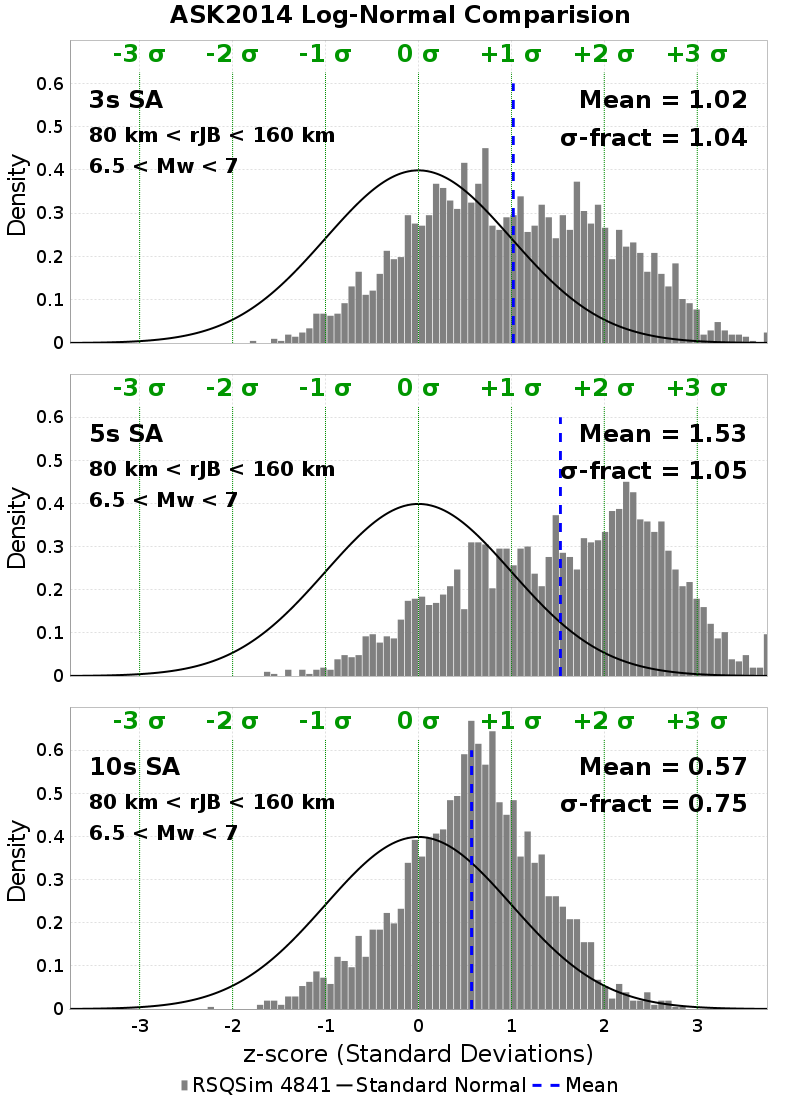 ASK2014 Log-Normal Comparision
-3 σ -2 σ -1 σ 0 σ +1 σ +2 σ +3 σ
3s SA
80 km < rJB < 160 km
6.5 < Mw < 7
Mean = 1.02
σ-fract = 1.04
Density
0.6
0.5
0.4
0.3
0.2
0.1
0
-3 σ -2 σ -1 σ 0 σ +1 σ +2 σ +3 σ
5s SA
80 km < rJB < 160 km
6.5 < Mw < 7
Mean = 1.53
σ-fract = 1.05
Density
0.6
0.5
0.4
0.3
0.2
0.1
0
-3 σ -2 σ -1 σ 0 σ +1 σ +2 σ +3 σ
10s SA
80 km < rJB < 160 km
6.5 < Mw < 7
Mean = 0.57
σ-fract = 0.75
Density
0.6
0.5
0.4
0.3
0.2
0.1
0
-3 -2 -1 0 1 2 3
z-score (Standard Deviations)
RSQSim 4841 Standard Normal Mean